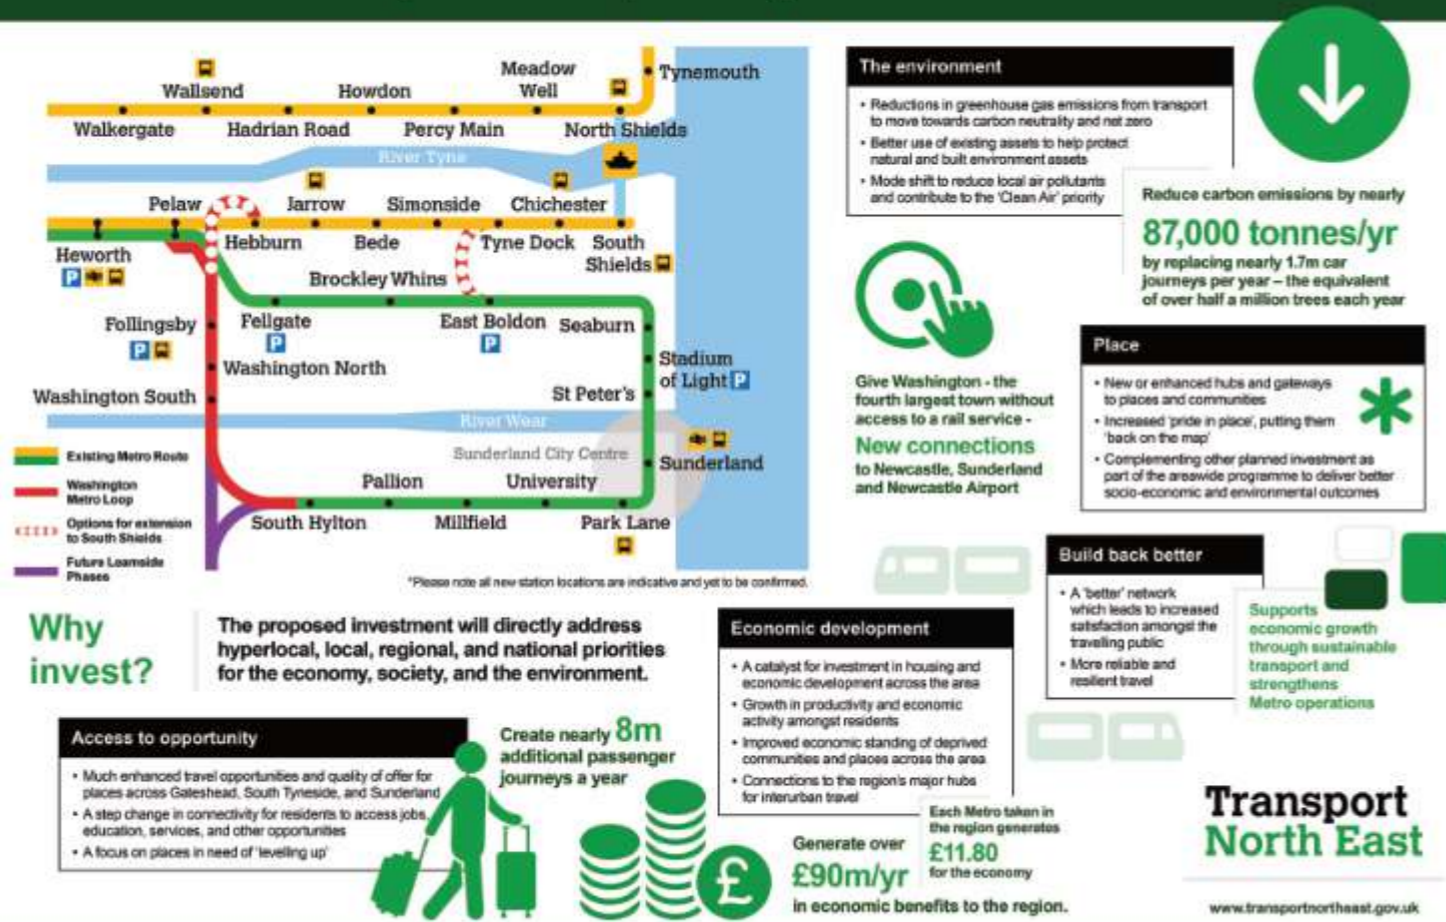 Tynemouth
Meadow
Well
Wallsend
Howdon
Walkergate
Hadrian Road
Percy Main
North Shields
River Tyne
Pelaw
Jarrow
Simonside
Chichester
Hebburn
Bede
Tyne Dock
South
Shields
Heworth
P
Brockley Whins
Follingsby
P
Fellgate
P
East Boldon
P
Seaburn
Washington North
Stadium
of Light P
Washington South
St Peter's
River Wear
Sunderland City Centre
Sunderland
Pallion
University
South Hylton
Millfield
Park Lane
Existing Metro Route
Washington
Metro Loop
Options for extension
to South Shields
Future Leamside
Phases
*Please note all new station locations are indicative and yet to be confirmed.
The environment
• Reductions in greenhouse gas emissions from transport
to move towards carbon neutrality and net zero
• Better use of existing assets to help protect
natural and built environment assets
• Mode shift to reduce local air pollutants
and contribute to the 'Clean Air' priority
Reduce carbon emissions by nearly
87,000 tonnes/yr
by replacing nearly 1.7m car
journeys per year – the equivalent
of over half a million trees each year
Give Washington - the
fourth largest town without
access to a rail service -
New connections
to Newcastle, Sunderland
and Newcastle Airport
Place
• New or enhanced hubs and gateways
to places and communities
• Increased 'pride in place', putting them
'back on the map'
• Complementing other planned investment as
part of the areawide programme to deliver better
socio-economic and environmental outcomes
Build back better
• A 'better' network
which leads to increased
satisfaction amongst the
travelling public
• More reliable and
resilient travel
Supports
economic growth
through sustainable
transport and
strengthens
Metro operations
Why
invest?
The proposed investment will directly address
hyperlocal, local, regional, and national priorities
for the economy, society, and the environment.
Economic development
• A catalyst for investment in housing and
economic development across the area
• Growth in productivity and economic
activity amongst residents
• Improved economic standing of deprived
communities and places across the area
• Connections to the region's major hubs
for interurban travel
Access to opportunity
• Much enhanced travel opportunities and quality of offer for
places across Gateshead, South Tyneside, and Sunderland
• A step change in connectivity for residents to access jobs,
education, services, and other opportunities
• A focus on places in need of 'levelling up'
Create nearly 8m
additional passenger
journeys a year
£
Generate over
£90m/yr
in economic benefits to the region.
Each Metro taken in
the region generates
£11.80
for the economy
Transport
North East
www.transportnortheast.gov.uk